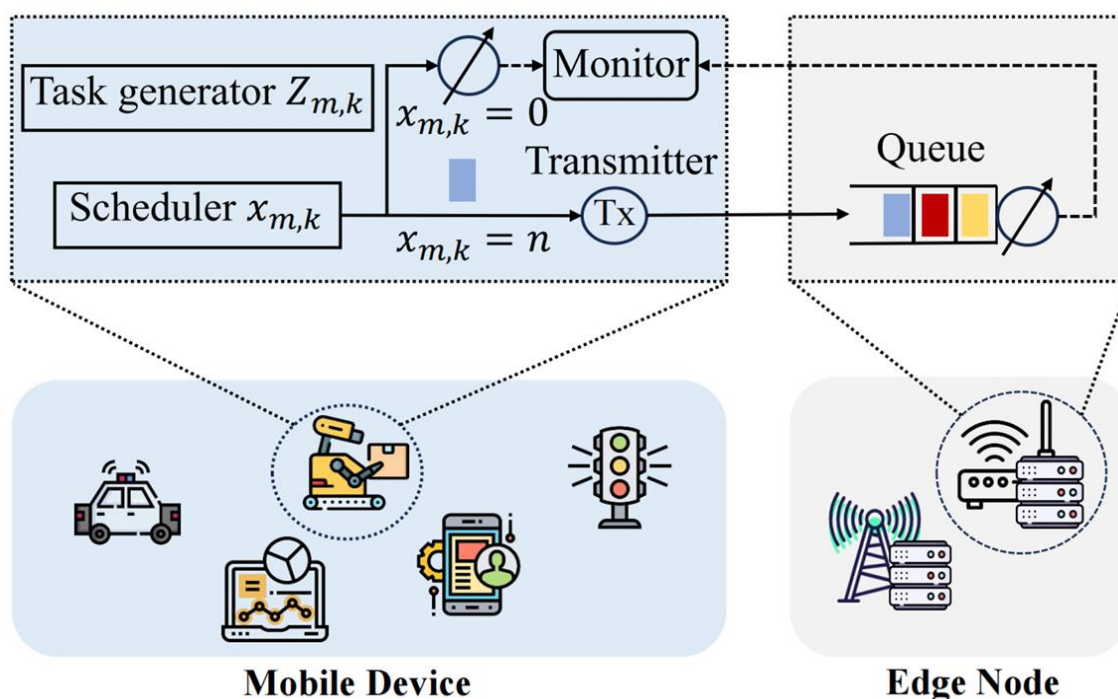 Task generator $Z_{m,k}$
Monitor
$x_{m,k} = 0$
Transmitter
Scheduler $x_{m,k}$
Tx
$x_{m,k} = n$
Queue
Mobile Device
Edge Node